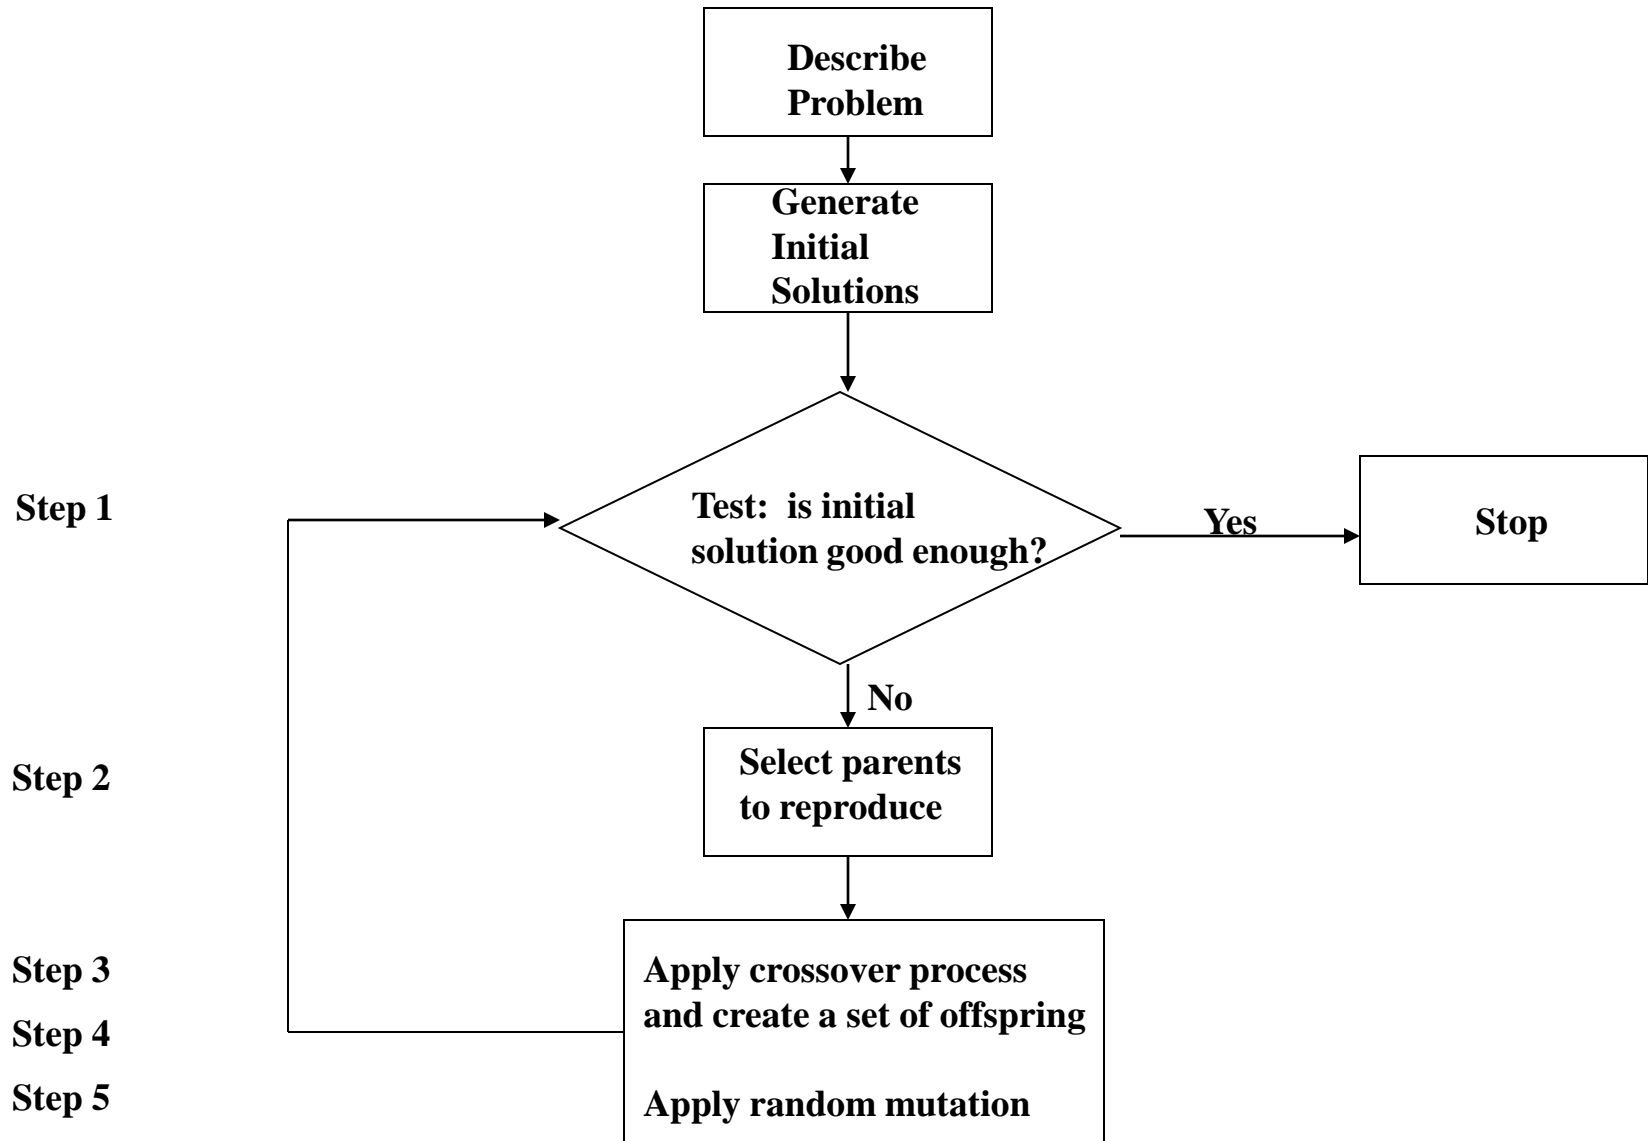 Describe
Problem
Generate
Initial
Solutions
Step 1
Test:  is initial
solution good enough?
Yes
Stop
No
Step 2
Select parents
to reproduce
Step 3
Apply crossover process
and create a set of offspring
Step 4
Step 5
Apply random mutation